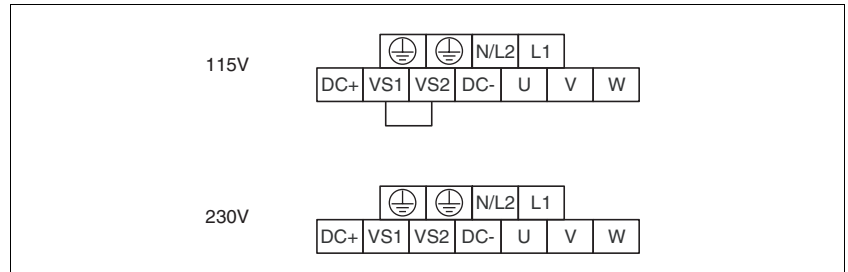 115V
N/L2 L1
DC+ VS1 VS2 DC- U V W
230V
N/L2 L1
DC+ VS1 VS2 DC- U V W